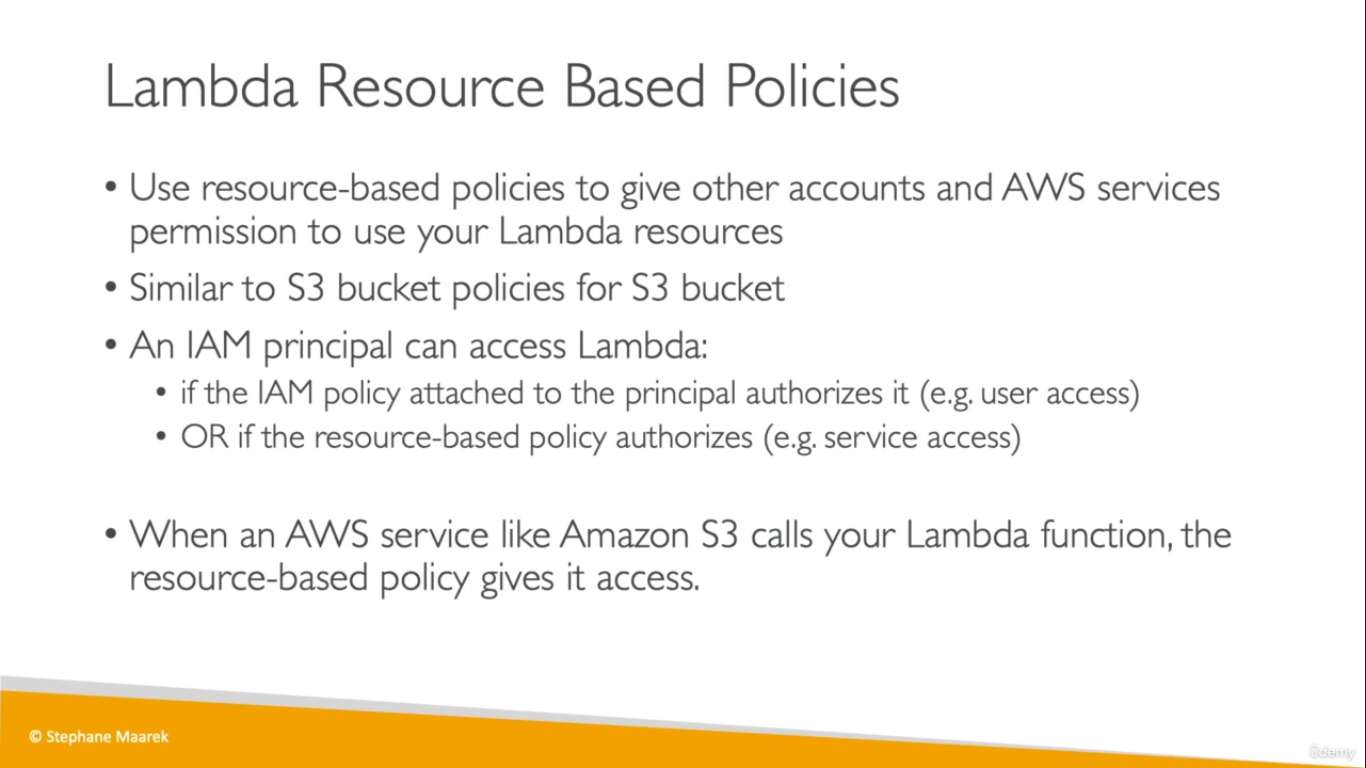 Lambda Resource Based Policies
• Use resource-based policies to give other accounts and AWS services
permission to use your Lambda resources
• Similar to S3 bucket policies for S3 bucket
• An IAM principal can access Lambda:
• if the IAM policy attached to the principal authorizes it (e.g. user access)
• OR if the resource-based policy authorizes (e.g. service access)
• When an AWS service like Amazon S3 calls your Lambda function, the
resource-based policy gives it access.
© Stephane Maarek
ûdemy